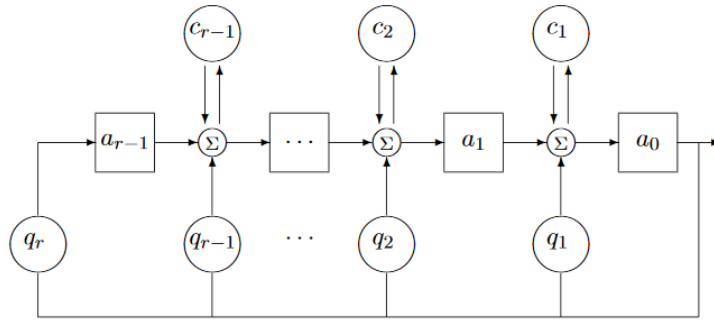 c_{r-1} c_2 c_1
a_{r-1} Σ ··· Σ a_1 Σ a_0
q_r q_{r-1} ··· q_2 q_1